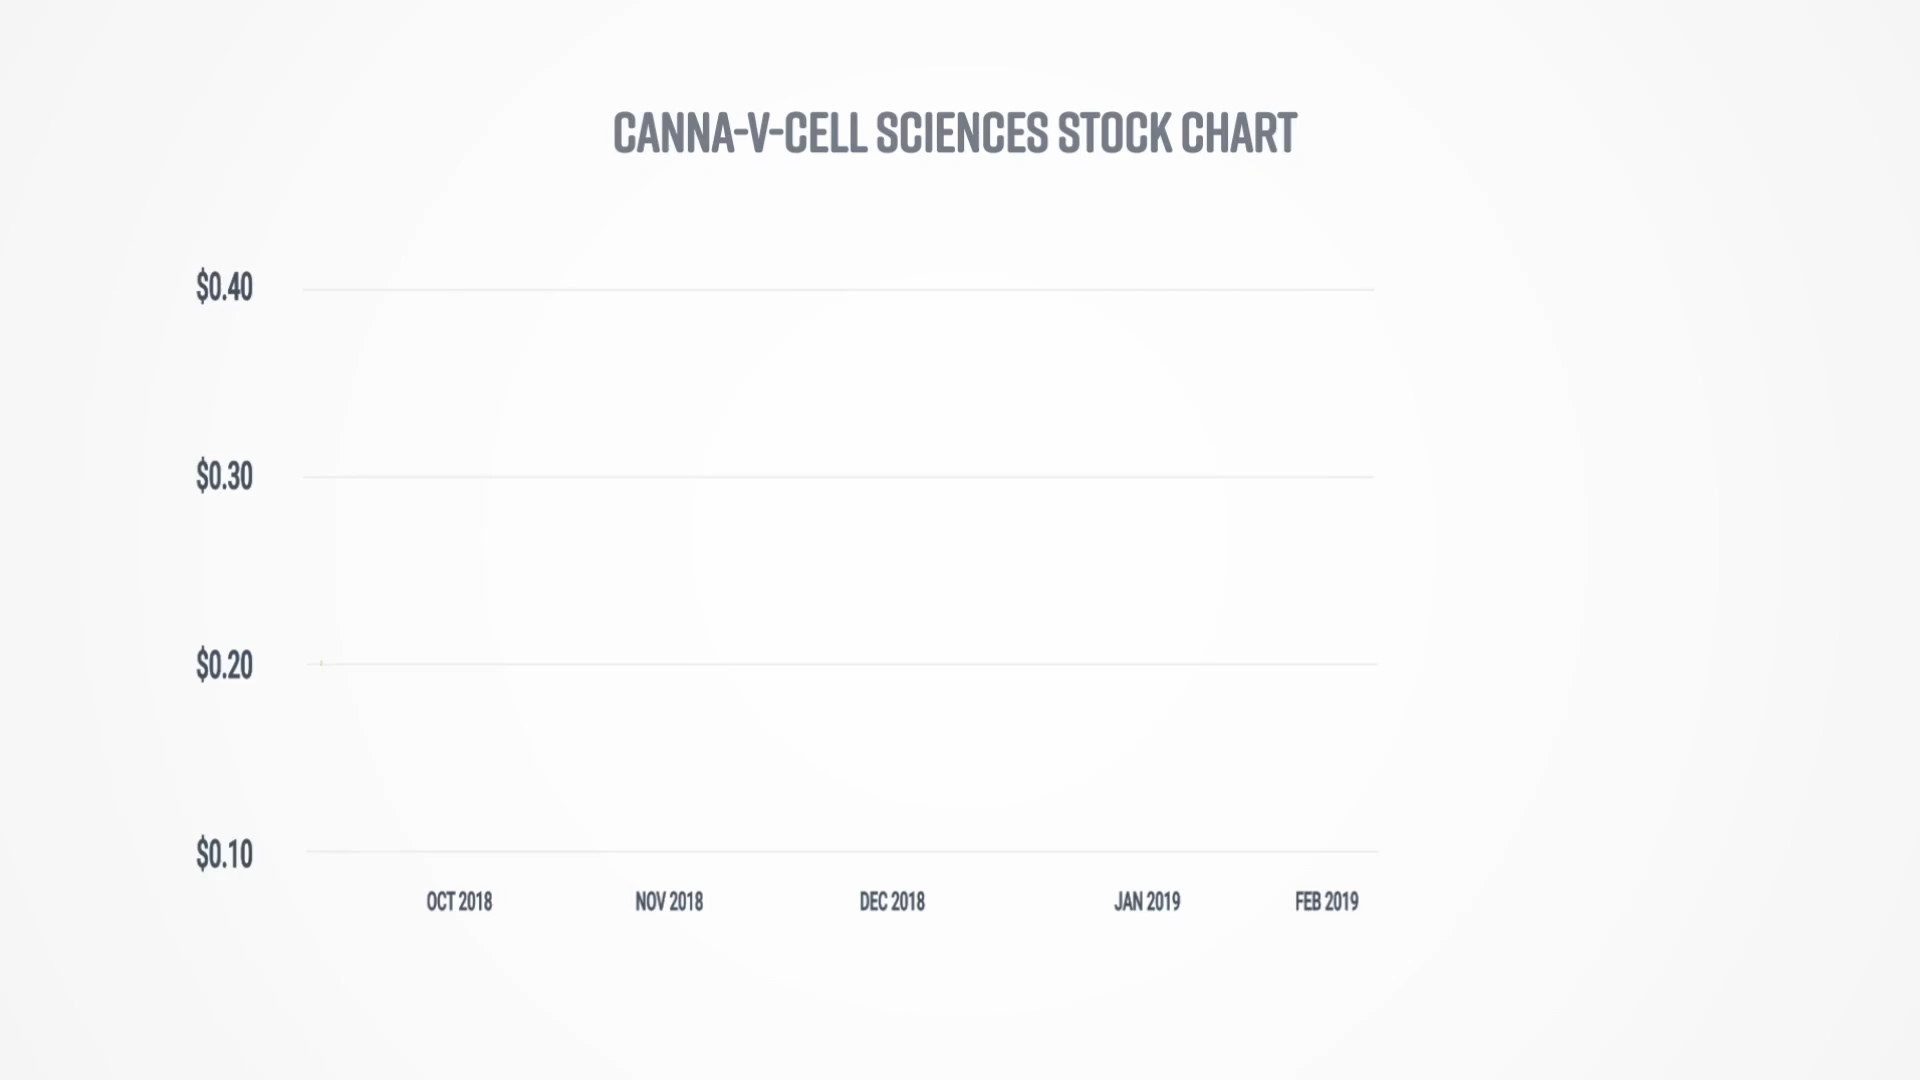 CANNA-V-CELL SCIENCES STOCK CHART
$0.40
$0.30
$0.20
$0.10
OCT 2018 NOV 2018 DEC 2018 JAN 2019 FEB 2019